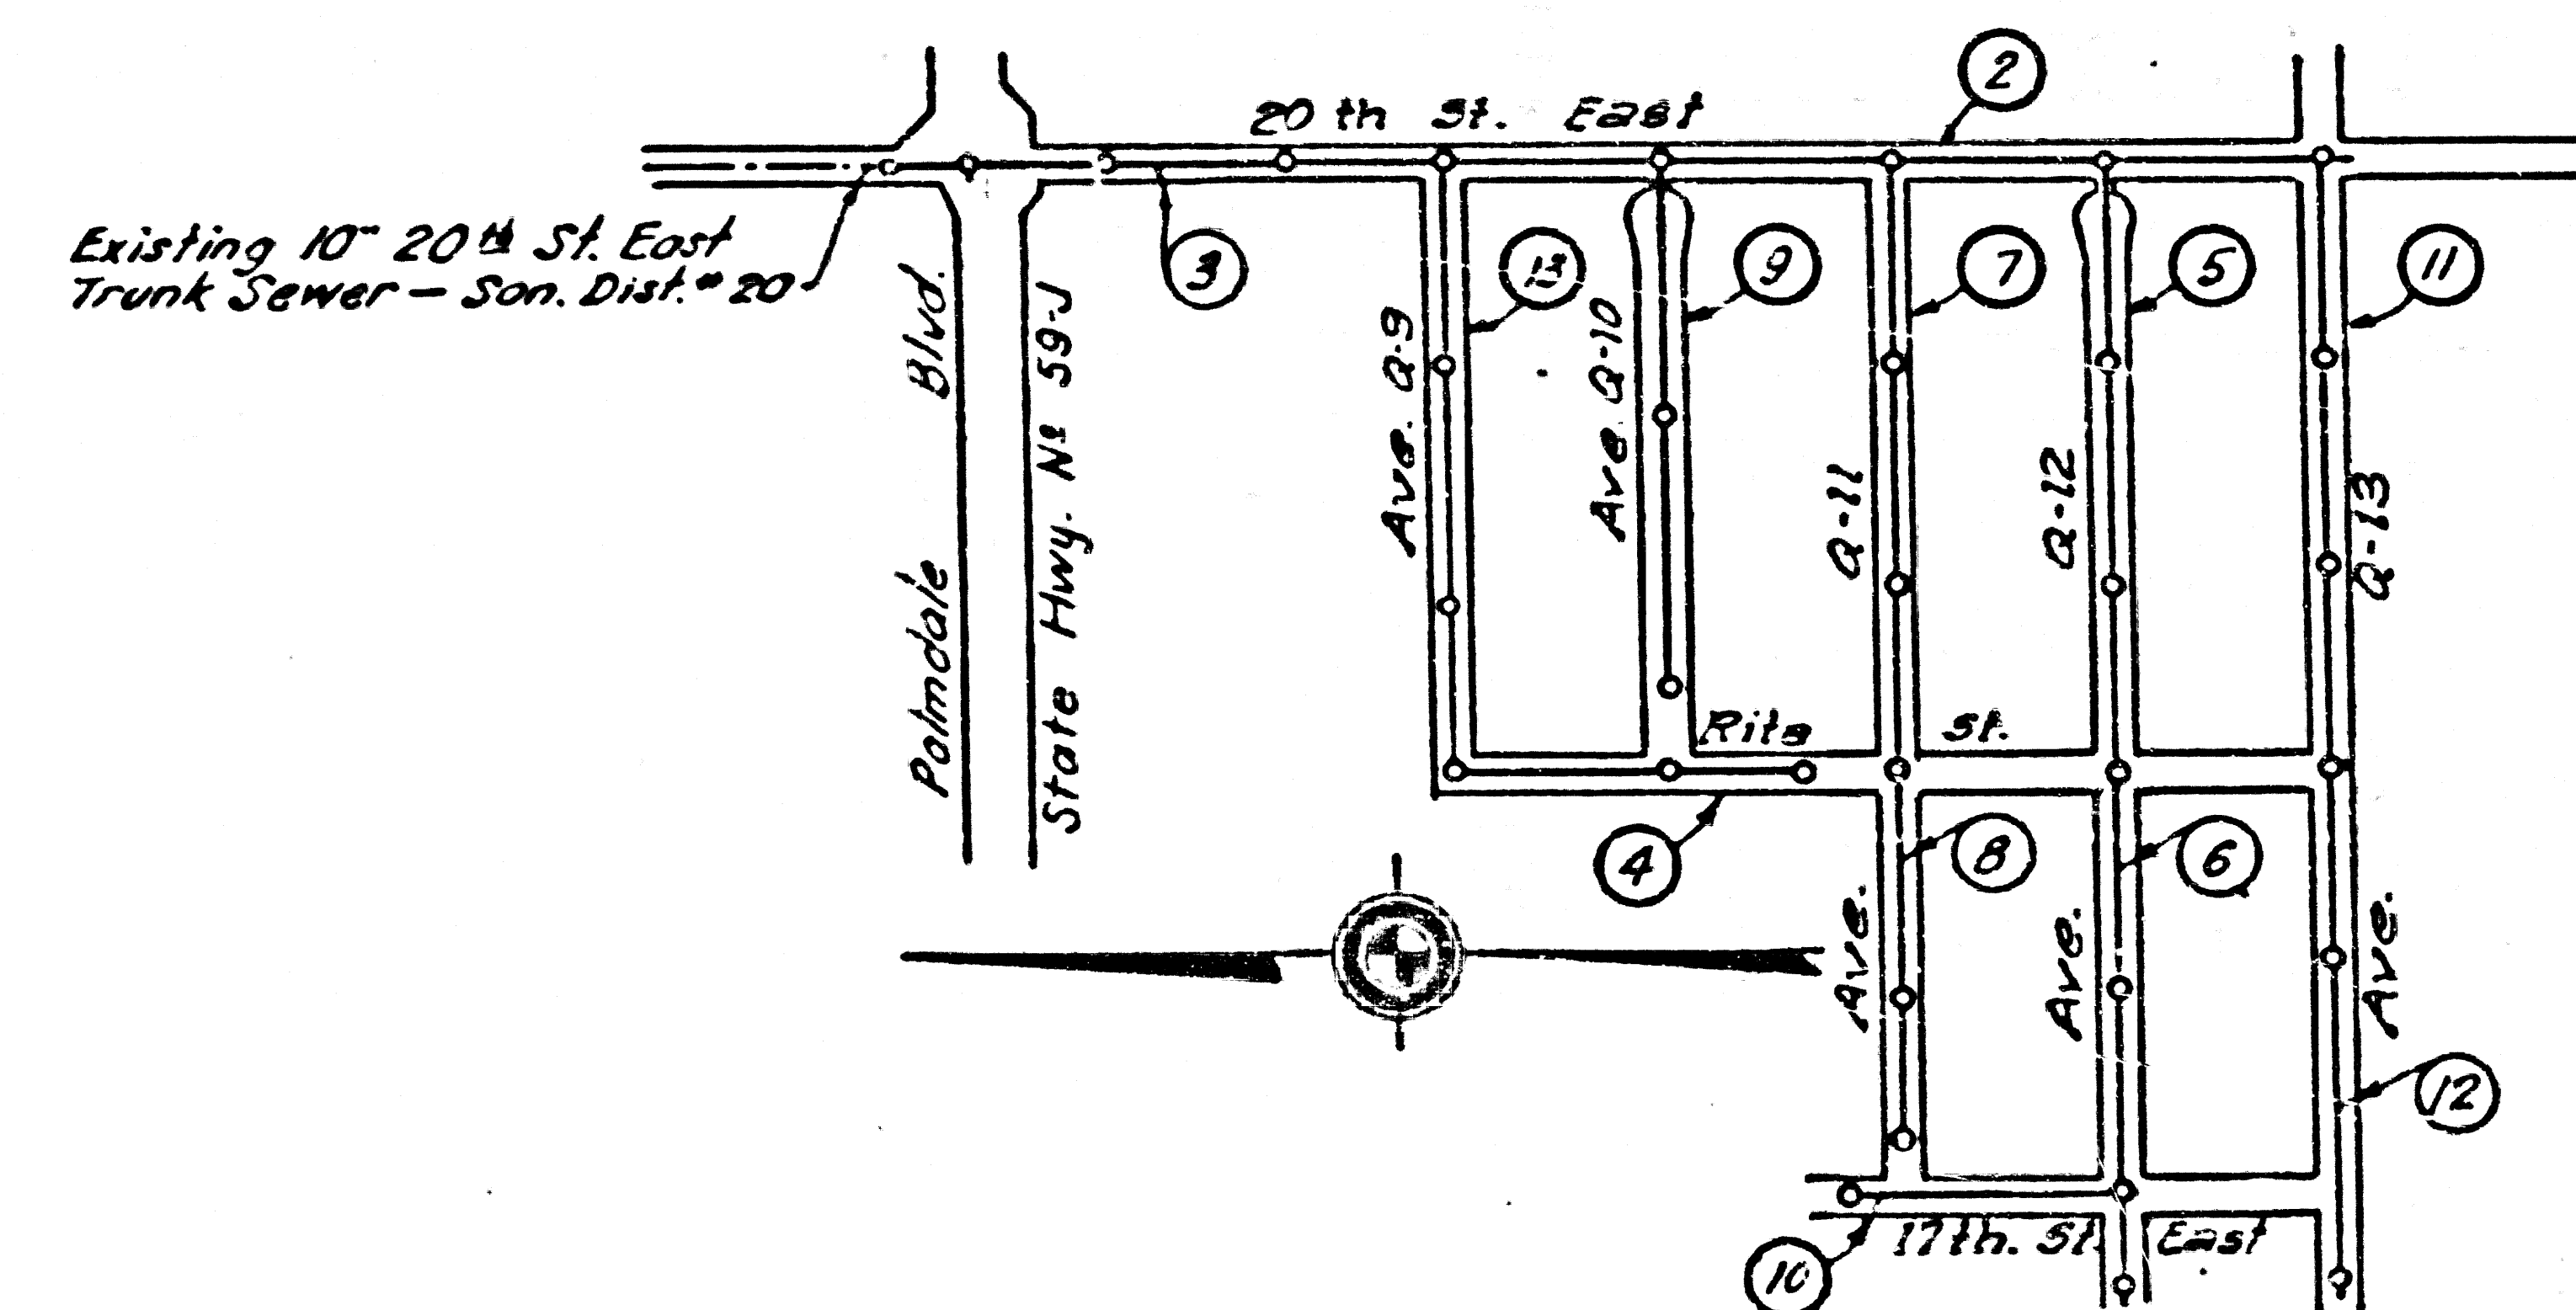 2
20th St. East
Existing 10" 20th St. East
Trunk Sewer - San. Dist. # 20
3
13
9
7
5
11
Palmdale Blvd.
State Hwy. No 59-J
Ave. Q-9
Ave. Q-10
Q-11
Q-12
Q-13
Rita St.
4
8
6
Ave.
Ave.
Ave.
12
17th. St. East
10